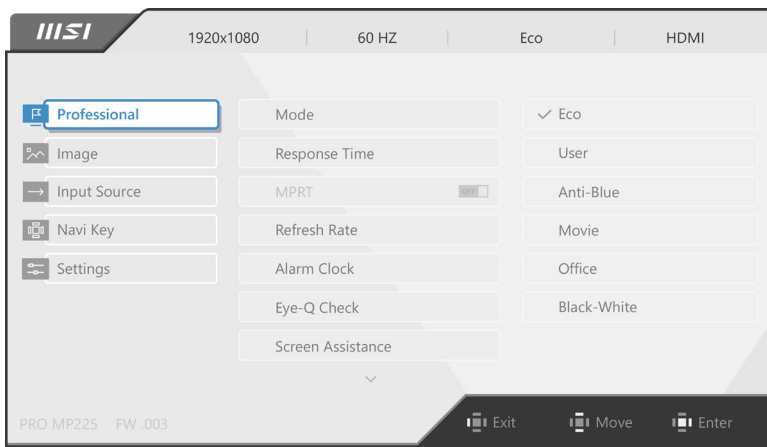 MSI
1920x1080 60 HZ Eco HDMI
Professional
Image
Input Source
Navi Key
Settings
Mode
Response Time
MPRT OFF
Refresh Rate
Alarm Clock
Eye-Q Check
Screen Assistance
Eco
User
Anti-Blue
Movie
Office
Black-White
PRO MP225 FW .003
Exit Move Enter